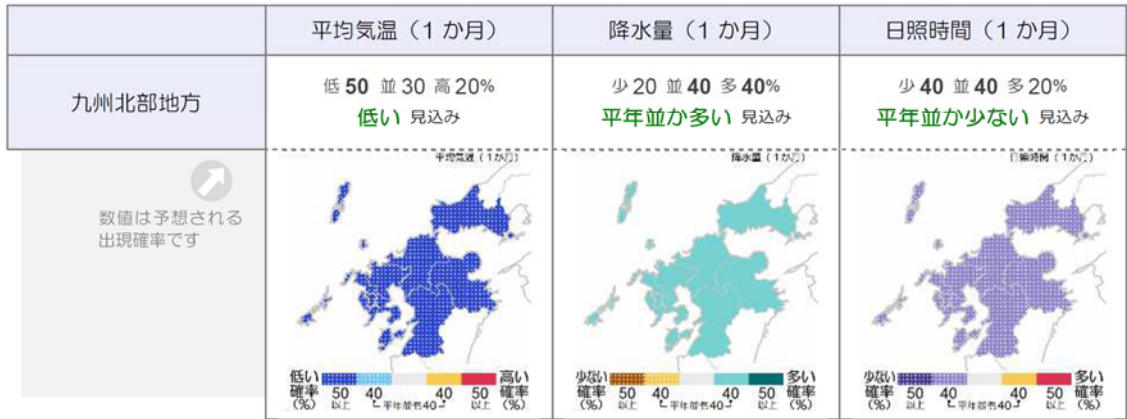 平均気温（1 か月） 降水量（1 か月） 日照時間（1 か月）
九州北部地方
低 50 並 30 高 20%
低い 見込み
少 20 並 40 多 40%
平年並か多い 見込み
少 40 並 40 多 20%
平年並か少ない 見込み
数値は予想される
出現確率です
平均気温（1か月）
低い
確率
(%)
50 40 40 50
以上 平年並も40 以上
高い
確率
(%)
降水量（1か月）
少ない
確率
(%)
50 40 40 50
以上 平年並も40 以上
多い
確率
(%)
日照時間（1か月）
少ない
確率
(%)
50 40 40 50
以上 平年並も40 以上
多い
確率
(%)